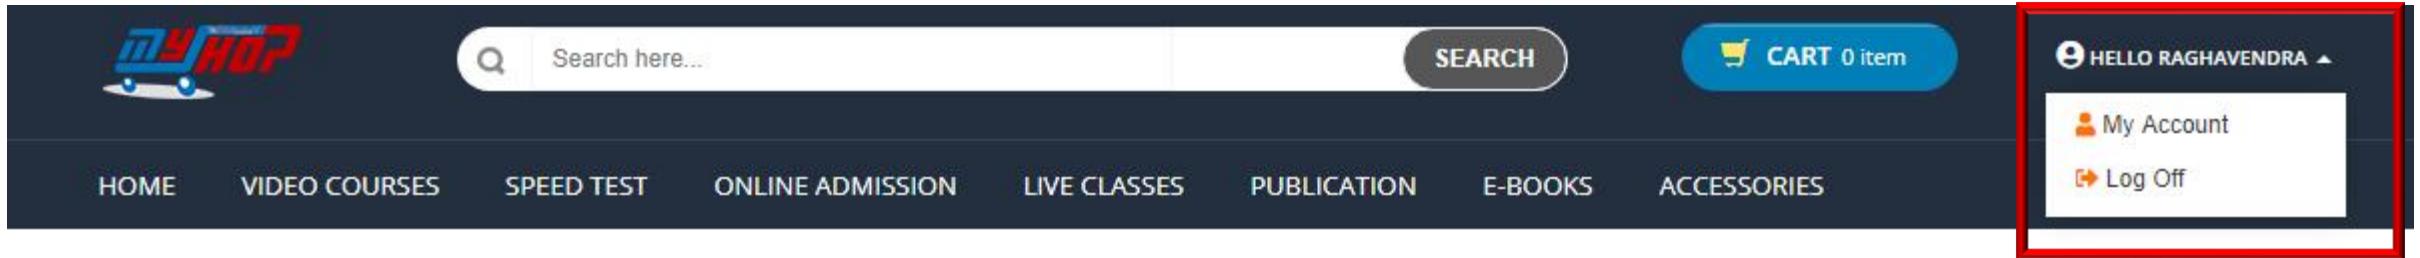 MYSHOP
Search here...
SEARCH
CART 0 item
HELLO RAGHAVENDRA
My Account
Log Off
HOME VIDEO COURSES SPEED TEST ONLINE ADMISSION LIVE CLASSES PUBLICATION E-BOOKS ACCESSORIES